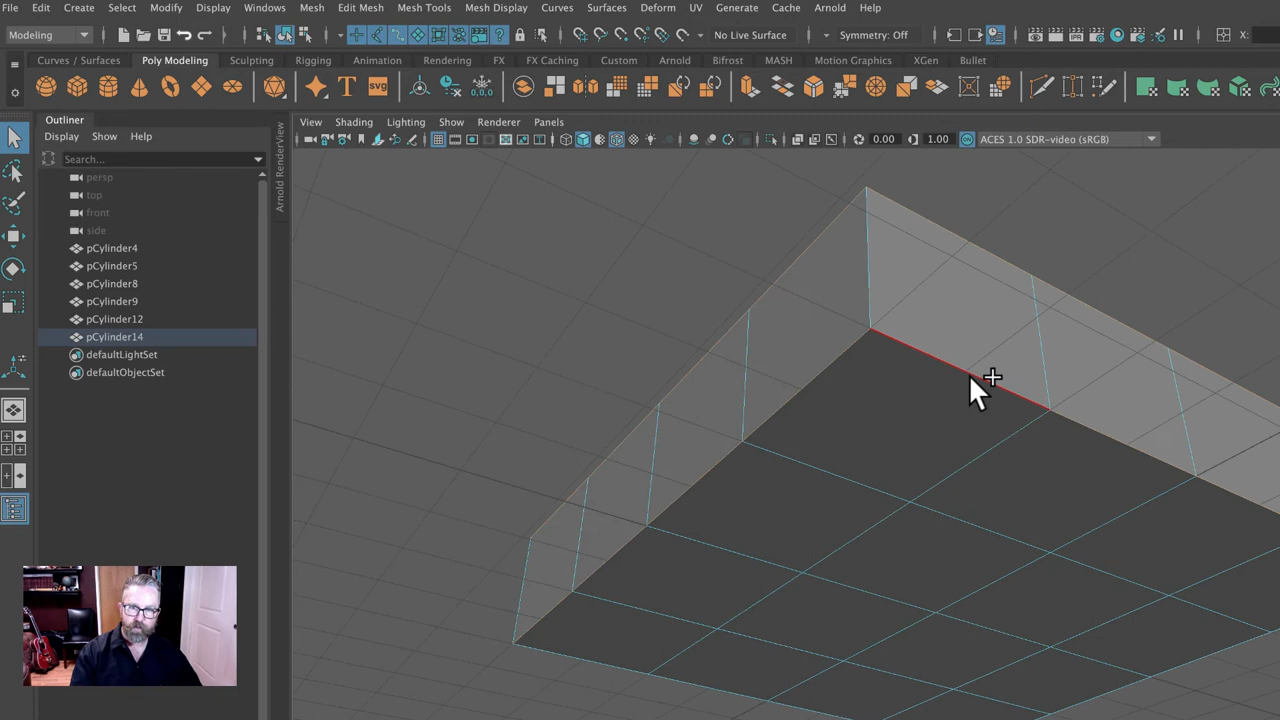 File Edit Create Select Modify Display Windows Mesh Edit Mesh Mesh Tools Mesh Display Curves Surfaces Deform UV Generate Cache Arnold Help
Modeling No Live Surface Symmetry: Off X:
Curves / Surfaces Poly Modeling Sculpting Rigging Animation Rendering FX FX Caching Custom Arnold Bifrost MASH Motion Graphics XGen Bullet
T SVG 0,0,0
Outliner
Display Show Help
Search...
persp
top
front
side
pCylinder4
pCylinder5
pCylinder8
pCylinder9
pCylinder12
pCylinder14
defaultLightSet
defaultObjectSet
Arnold RenderView
View Shading Lighting Show Renderer Panels
0.00 1.00 ACES 1.0 SDR-video (sRGB)